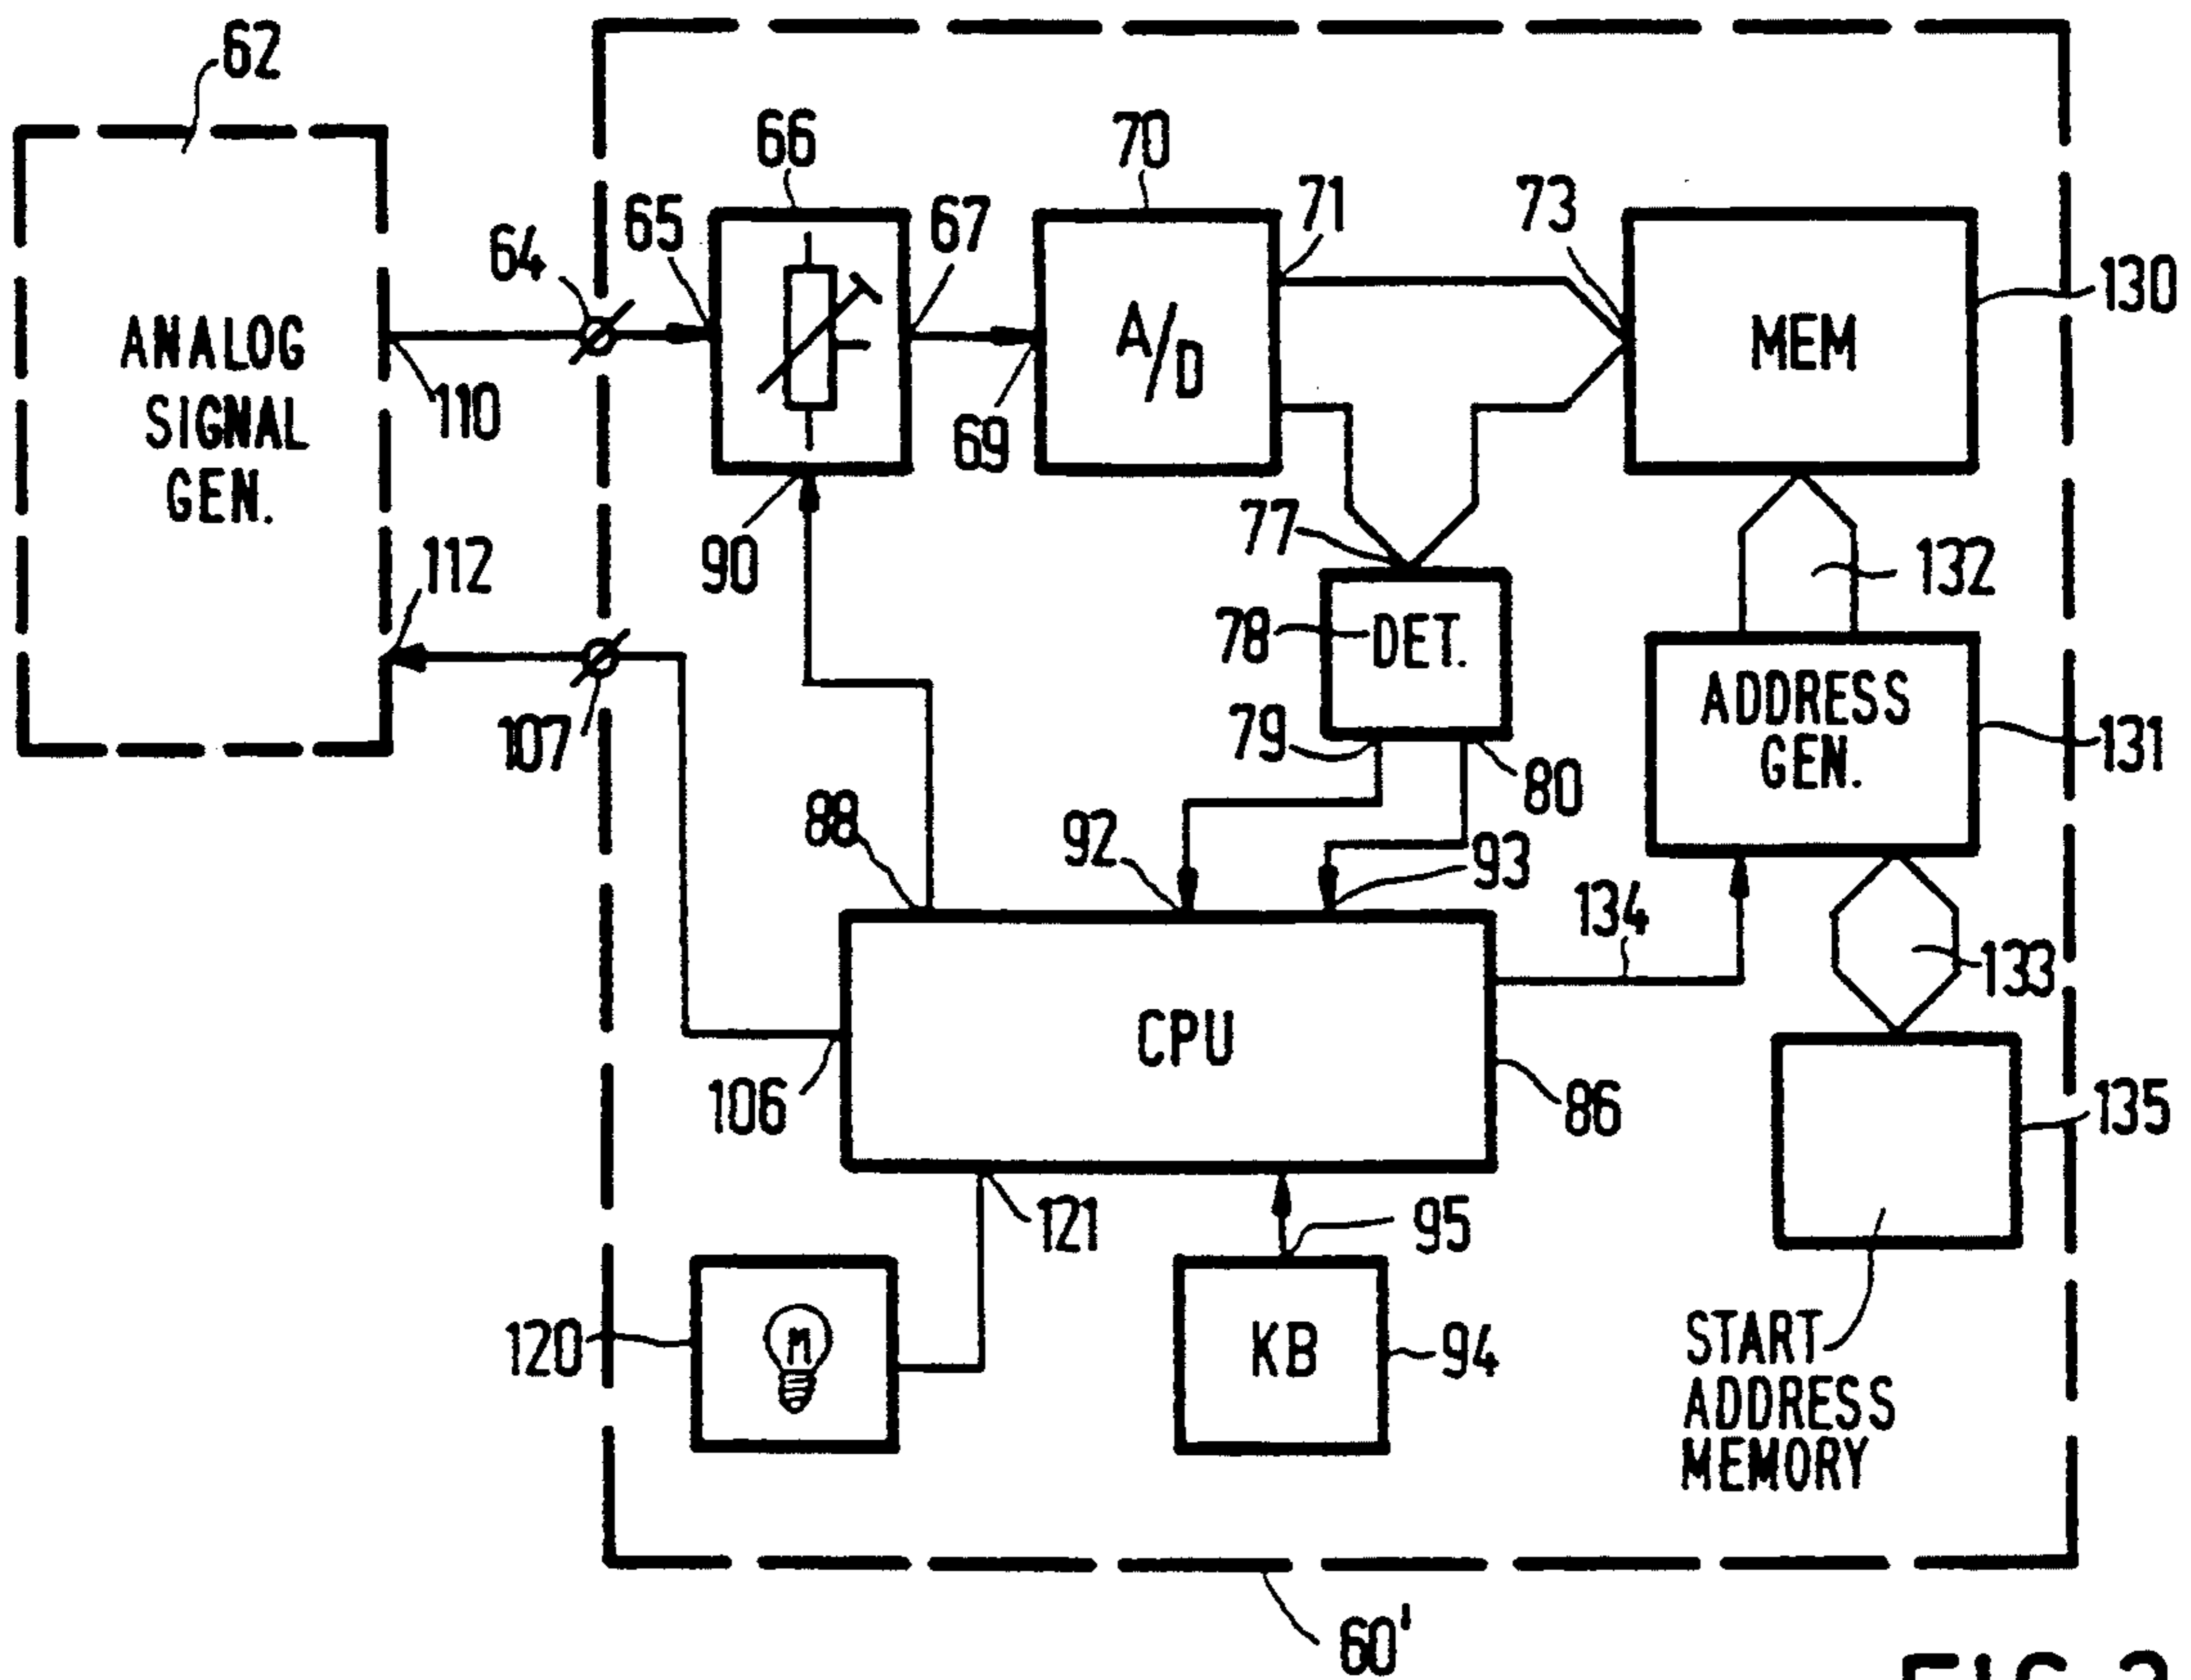 62
66
70
71
73
65
67
64
130
ANALOG
SIGNAL
GEN.
A/D
MEM
110
69
77
90
112
132
78
DET.
ADDRESS
GEN.
107
79
131
80
88
92
93
134
133
CPU
106
86
135
121
95
120
M
KB
94
START
ADDRESS
MEMORY
60'